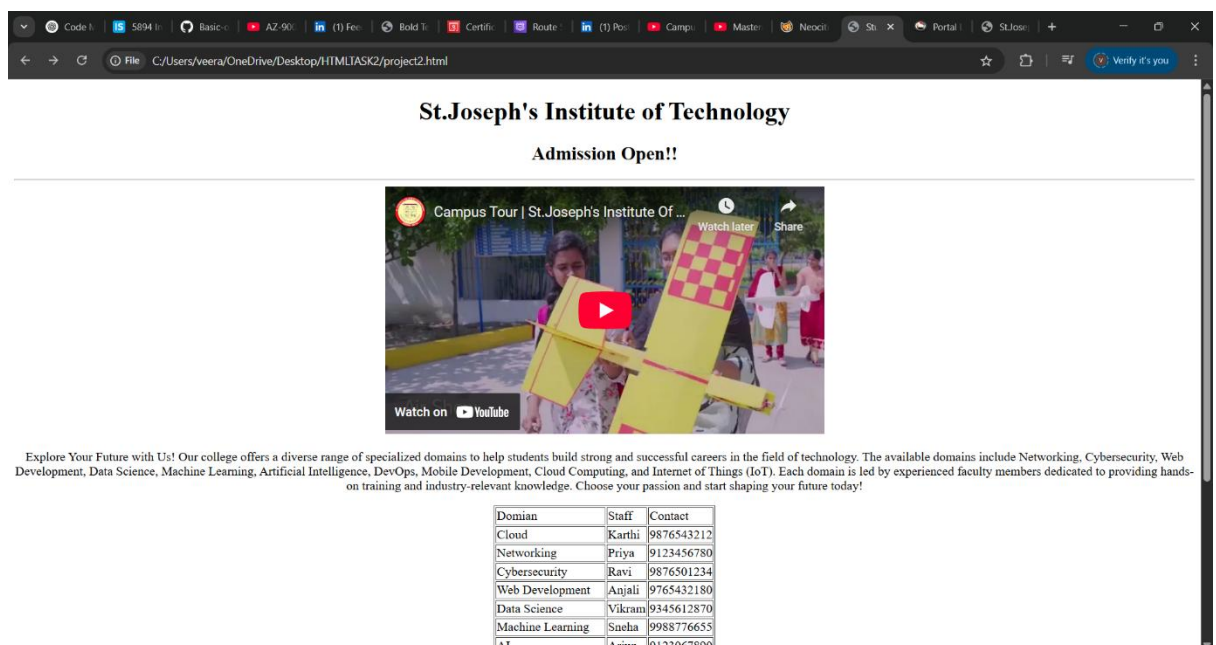 Code
5894 In
Basic-o
AZ-900
(1) Fee
Bold Te
Certific
Route
(1) Post
Campu
Master
Neocit
St
Portal
St.Josep
File C:/Users/veera/OneDrive/Desktop/HTMLTASK2/project2.html
Verify it's you
St.Joseph's Institute of Technology
Admission Open!!
Campus Tour | St.Joseph's Institute Of ...
Watch later
Share
Watch on YouTube
Explore Your Future with Us! Our college offers a diverse range of specialized domains to help students build strong and successful careers in the field of technology. The available domains include Networking, Cybersecurity, Web
Development, Data Science, Machine Learning, Artificial Intelligence, DevOps, Mobile Development, Cloud Computing, and Internet of Things (IoT). Each domain is led by experienced faculty members dedicated to providing hands-
on training and industry-relevant knowledge. Choose your passion and start shaping your future today!
Domian Staff Contact
Cloud Karthi 9876543212
Networking Priya 9123456780
Cybersecurity Ravi 9876501234
Web Development Anjali 9765432180
Data Science Vikram 9345612870
Machine Learning Sneha 9988776655
AI